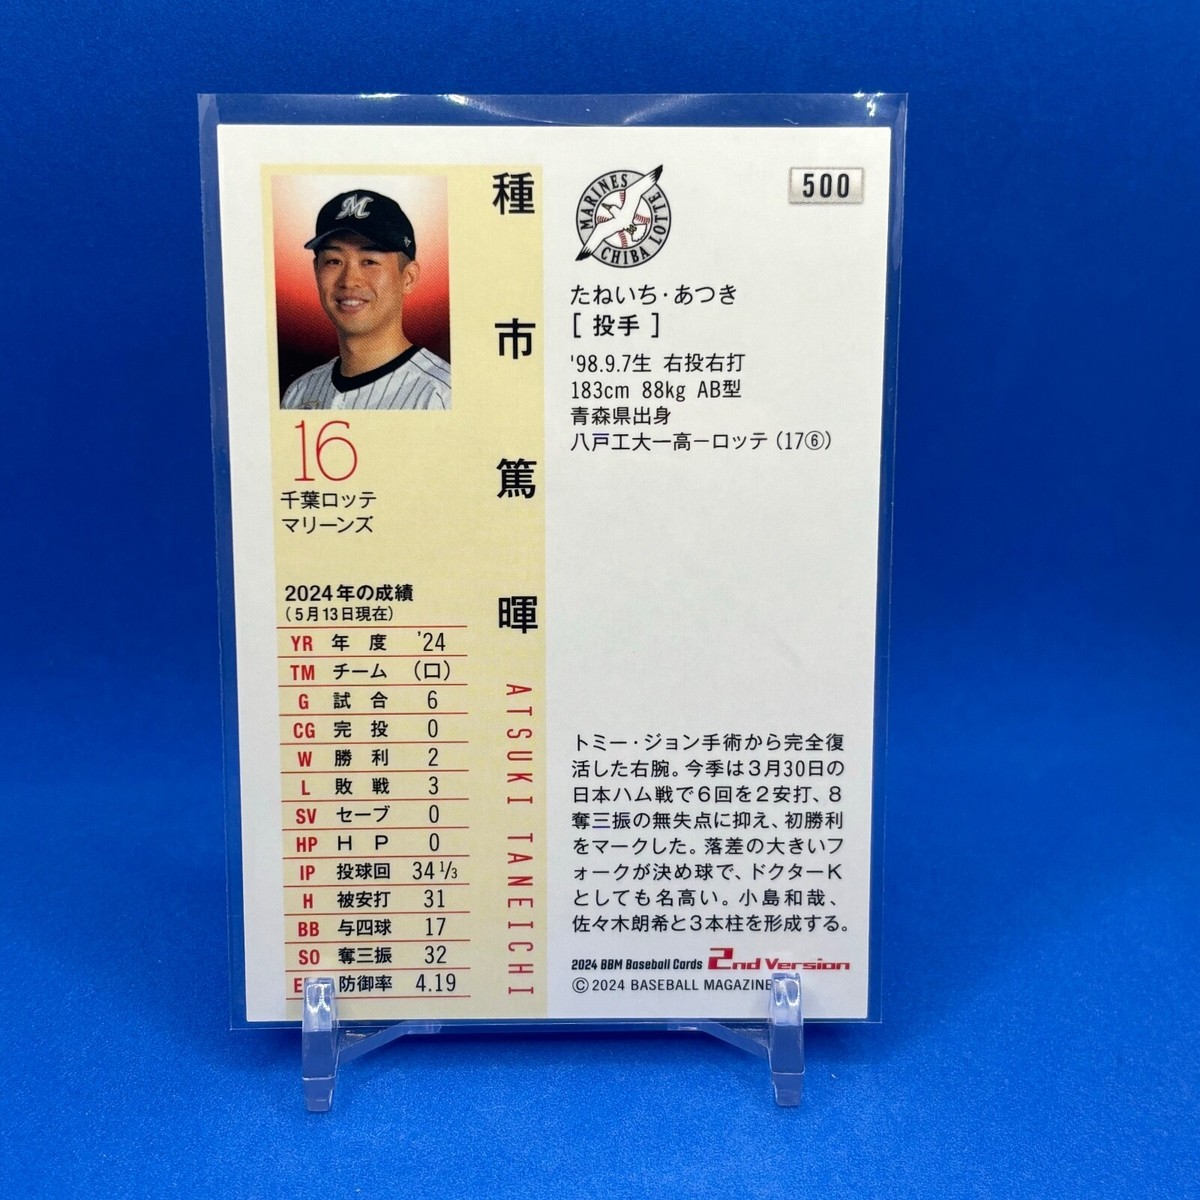 M
種市篤暉
ATSUKI TANEICHI
16
千葉ロッテ
マリーンズ
2024年の成績
(5月13日現在)
YR 年度 '24
TM チーム (ロ)
G 試合 6
CG 完投 0
W 勝利 2
L 敗戦 3
SV セーブ 0
HP HP 0
IP 投球回 34 1/3
H 被安打 31
BB 与四球 17
SO 奪三振 32
防御率 4.19
MARINES
CHIBA LOTTE
500
たねいち・あつき
[投手]
'98.9.7生 右投右打
183cm 88kg AB型
青森県出身
八戸工大一高－ロッテ(17⑥)
トミー・ジョン手術から完全復
活した右腕。今季は3月30日の
日本ハム戦で6回を2安打、8
奪三振の無失点に抑え、初勝利
をマークした。落差の大きいフ
ォークが決め球で、ドクターK
としても名高い。小島和哉、
佐々木朗希と3本柱を形成する。
2024 BBM Baseball Cards 2nd Version
©2024 BASEBALL MAGAZINE